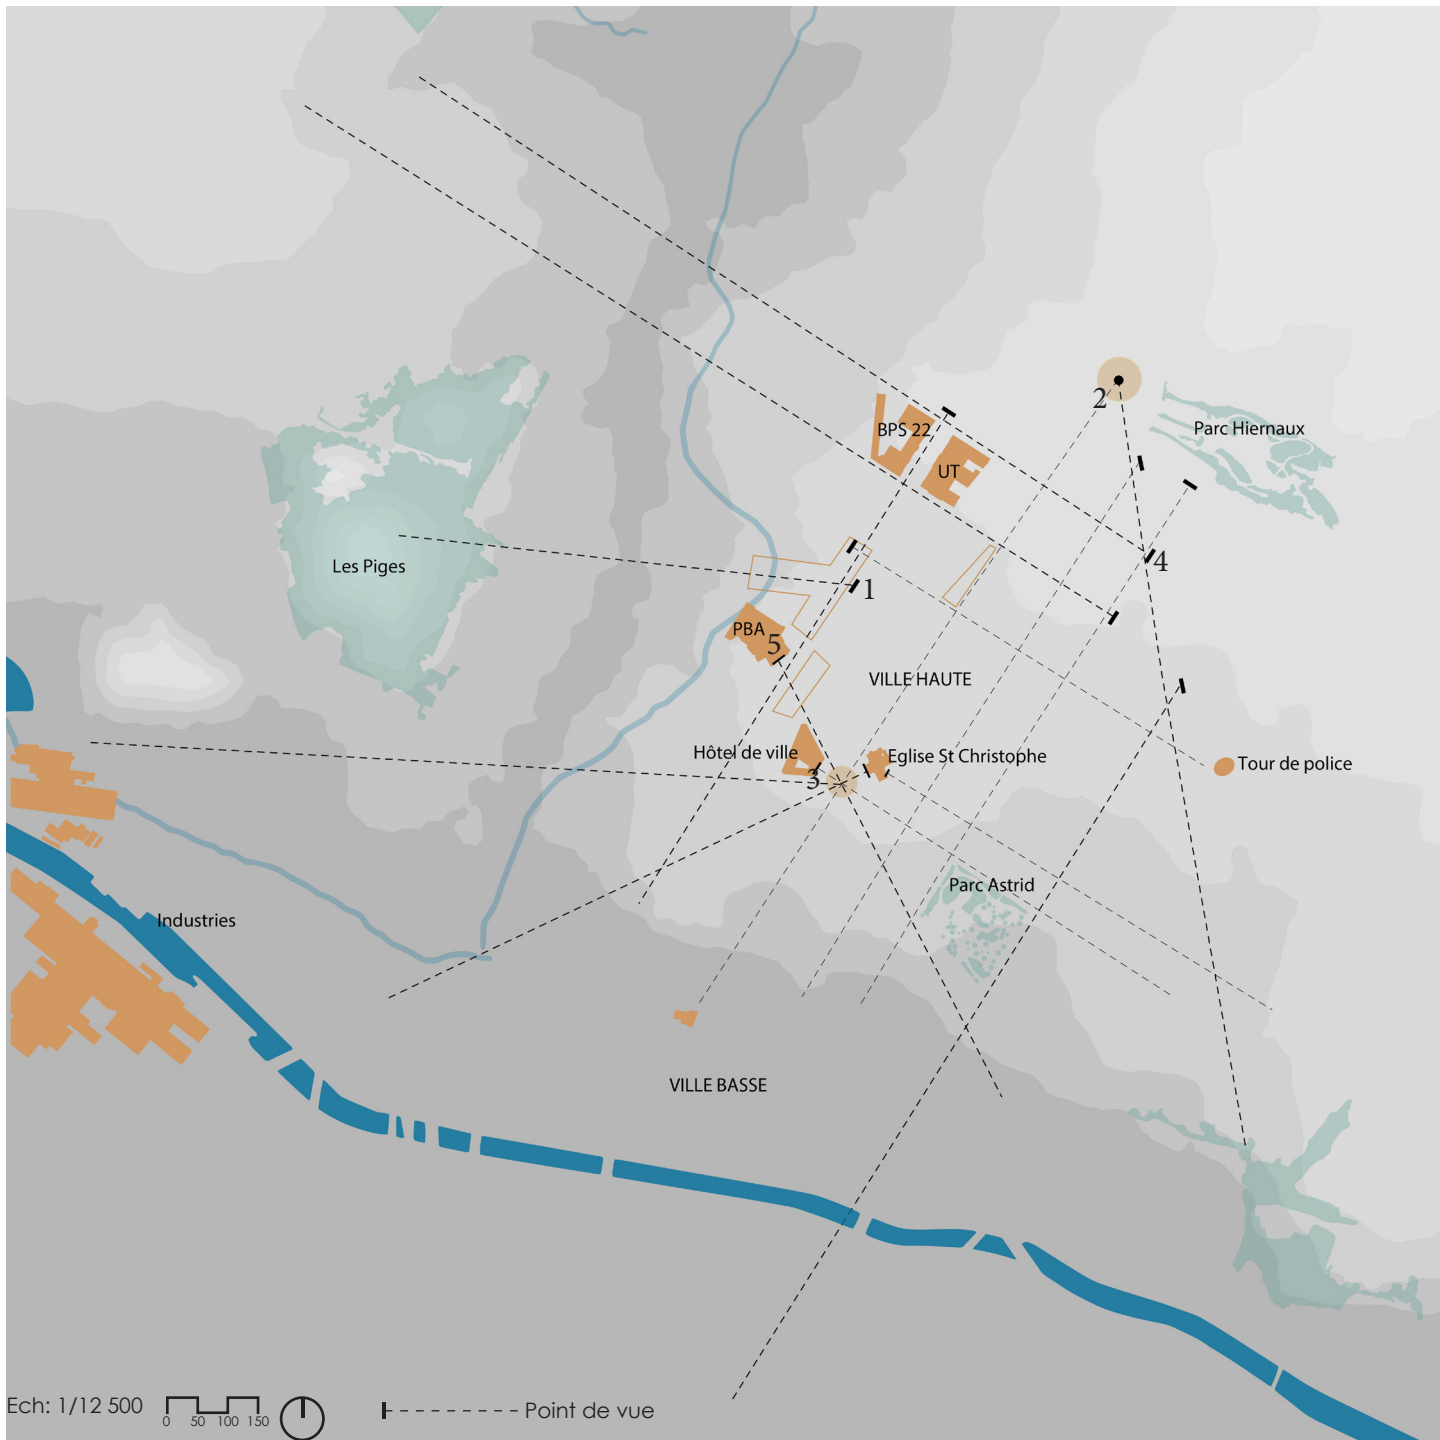 2
BPS 22
Parc Hiernaux
UT
4
Les Piges
1
PBA
5
VILLE HAUTE
Hôtel de ville
Eglise St Christophe
Tour de police
3
Parc Astrid
Industries
VILLE BASSE
Ech: 1/12 500
0 50 100 150
Point de vue